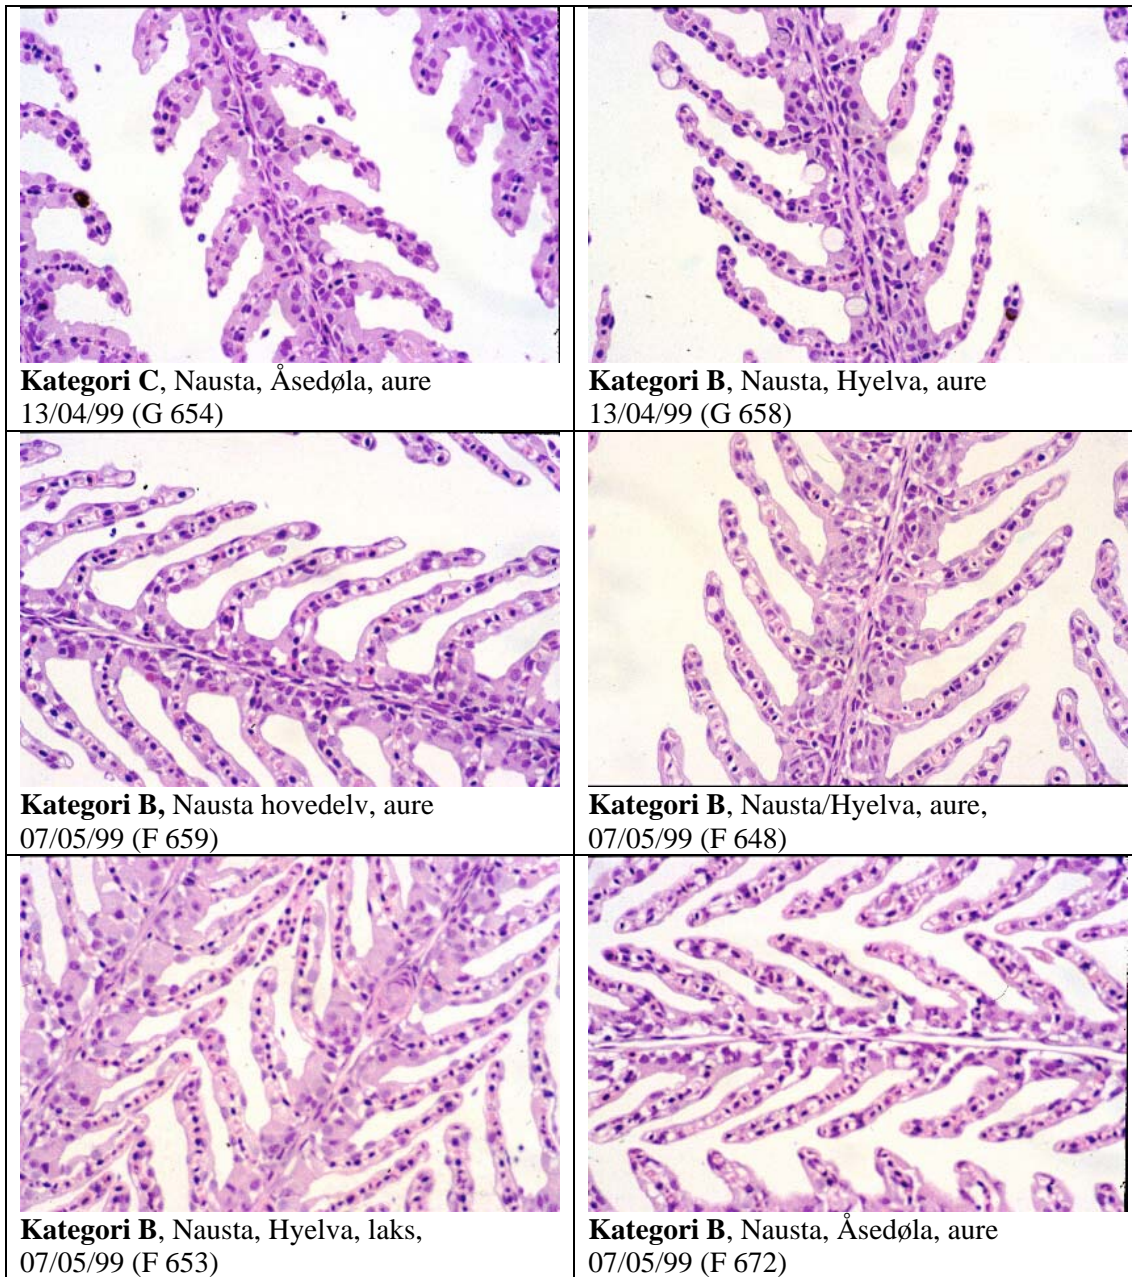 Kategori C, Nausta, Åsedøla, aure
13/04/99 (G 654)
Kategori B, Nausta, Hyelva, aure
13/04/99 (G 658)
Kategori B, Nausta hovedelv, aure
07/05/99 (F 659)
Kategori B, Nausta/Hyelva, aure,
07/05/99 (F 648)
Kategori B, Nausta, Hyelva, laks,
07/05/99 (F 653)
Kategori B, Nausta, Åsedøla, aure
07/05/99 (F 672)